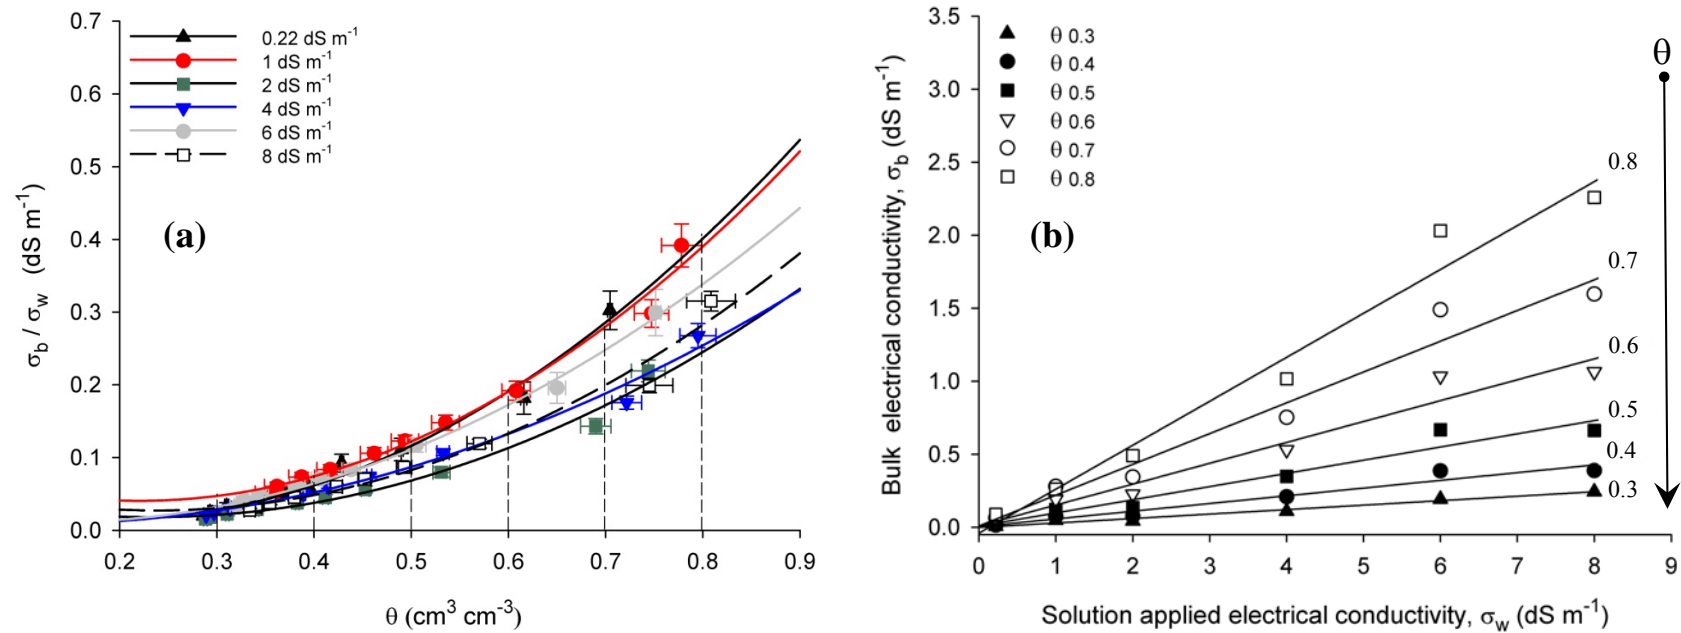 0.7
0.6
0.5
0.4
0.3
0.2
0.1
0.0
σb / σw (dS m-1)
0.22 dS m-1
1 dS m-1
2 dS m-1
4 dS m-1
6 dS m-1
8 dS m-1
(a)
0.2 0.3 0.4 0.5 0.6 0.7 0.8 0.9
θ (cm3 cm-3)
3.5
3.0
2.5
2.0
1.5
1.0
0.5
0.0
Bulk electrical conductivity, σb (dS m-1)
θ 0.3
θ 0.4
θ 0.5
θ 0.6
θ 0.7
θ 0.8
(b)
θ
0.8
0.7
0.6
0.5
0.4
0.3
0 1 2 3 4 5 6 7 8 9
Solution applied electrical conductivity, σw (dS m-1)